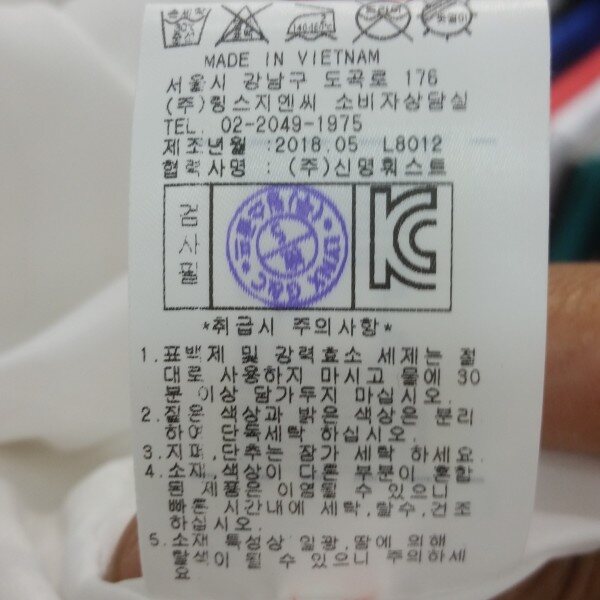 MADE IN VIETNAM
서울시 강남구 도곡로 176
(주)힝스지엔씨 소비자상담실
TEL. 02-2049-1975
제조년월 :2018.05 L8012
협력사명 : (주)신명훠스트
검사필
*취급시 주의사항*
1.표백제 및 강력효소 세제는 절
대로 사용하지 마시고 물에 30
분 이상 담가두지 마십시오.
2.짙은 색상과 밝은 색상은 분리
하여 단독세탁 하십시오.
3.지퍼,단추는 잠가 세탁 하세요.
4.소재,색상이 다른 부분이 혼합
된 제품은 이염될 수 있으니
빠른 시간내에 세탁,탈수,건조
하십시오.
5.소재 특성상 일광,땀에 의해
탈색이 될 수 있으니 주의하세
요